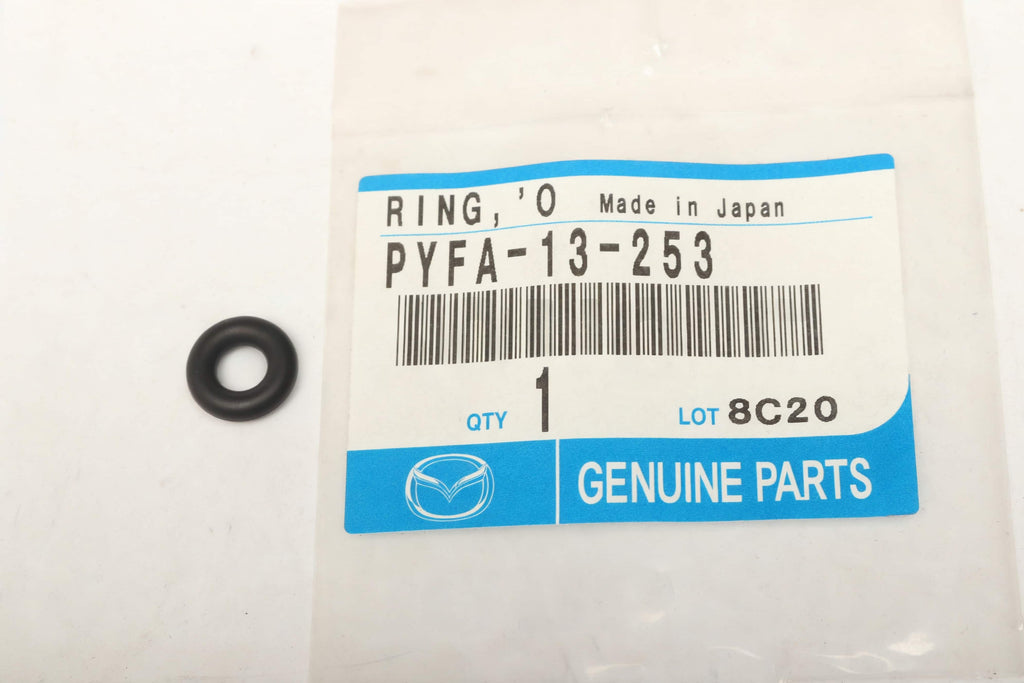 RING, 'O Made in Japan
PYFA-13-253
QTY 1 LOT 8C20
GENUINE PARTS